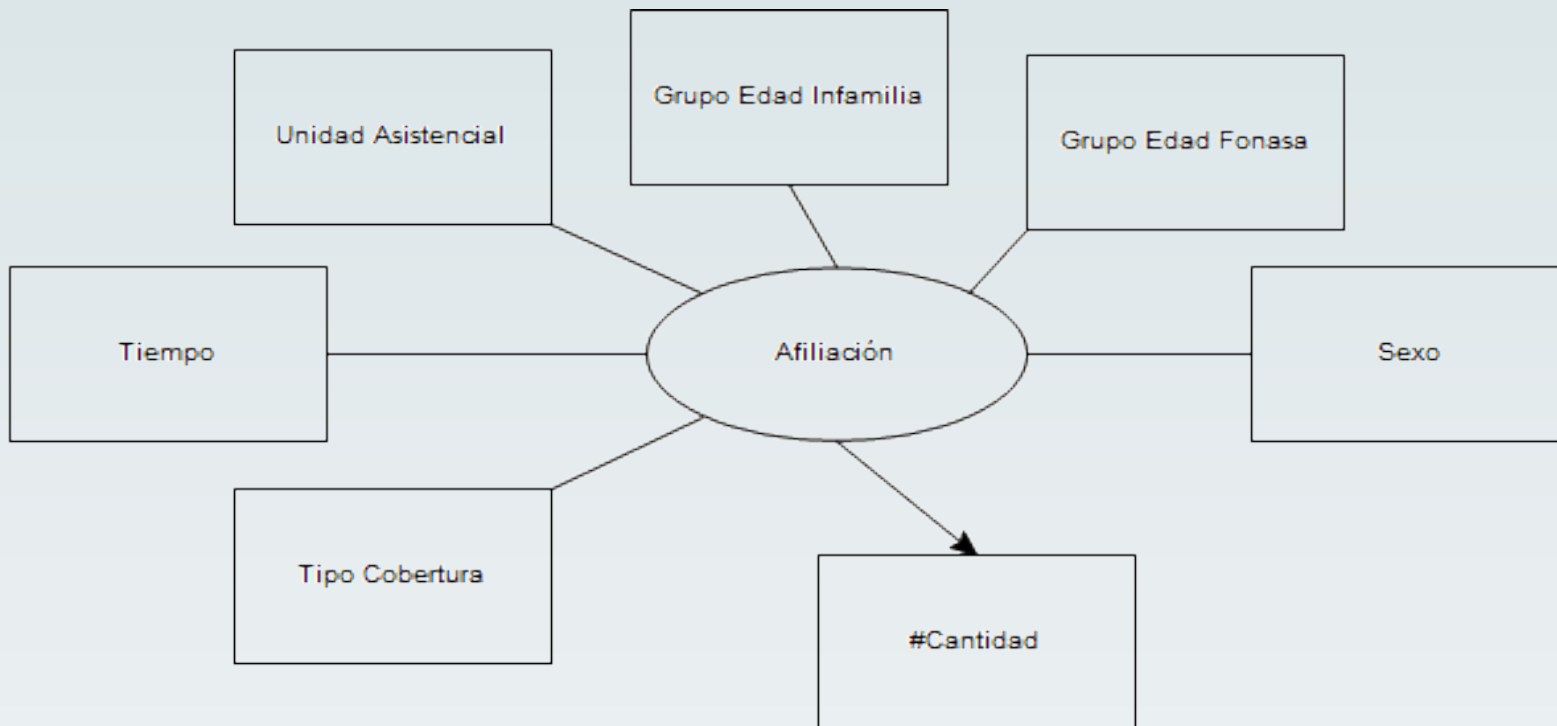 Grupo Edad Infamilia
Unidad Asistencial
Grupo Edad Fonasa
Tiempo
Afiliación
Sexo
Tipo Cobertura
#Cantidad